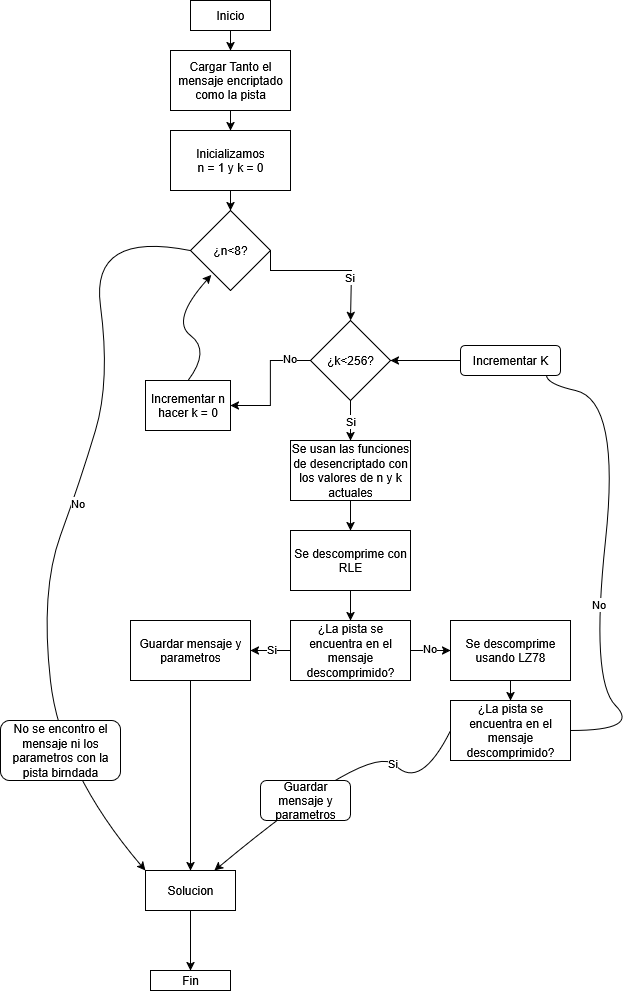 Inicio
Cargar Tanto el
mensaje encriptado
como la pista
Inicializamos
n = 1 y k = 0
¿n<8?
Si
¿k<256?
Incrementar K
No
Incrementar n
hacer k = 0
Si
Se usan las funciones
de desencriptado con
los valores de n y k
actuales
No
Se descomprime con
RLE
No
¿La pista se
encuentra en el
mensaje
descomprimido?
Si
Guardar mensaje y
parametros
No
Se descomprime
usando LZ78
¿La pista se
encuentra en el
mensaje
descomprimido?
No se encontro el
mensaje ni los
parametros con la
pista birndada
Si
Guardar
mensaje y
parametros
Solucion
Fin